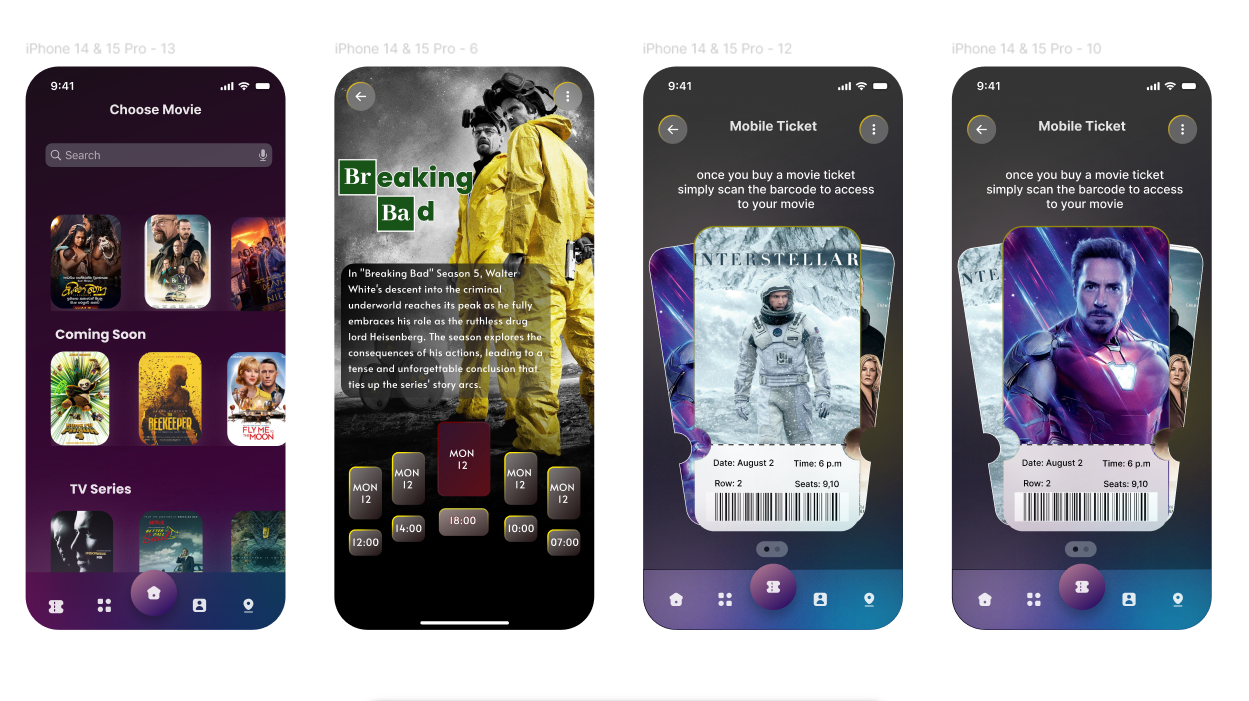 iPhone 14 & 15 Pro - 13
9:41
Choose Movie
Search
Coming Soon
THE
BEEKEEPER
FLY ME TO
THE MOON
TV Series
NETFLIX
BETTER
CALL
iPhone 14 & 15 Pro - 6
Breaking
Bad
In "Breaking Bad" Season 5, Walter
White's descent into the criminal
underworld reaches its peak as he fully
embraces his role as the ruthless drug
lord Heisenberg. The season explores the
consequences of his actions, leading to a
tense and unforgettable conclusion that
ties up the series' story arcs.
MON
12
MON
12
MON
12
MON
12
MON
12
12:00
14:00
18:00
10:00
07:00
iPhone 14 & 15 Pro - 12
9:41
Mobile Ticket
once you buy a movie ticket
simply scan the barcode to access
to your movie
INTERSTELLAR
Date: August 2
Time: 6 p.m
Row: 2
Seats: 9,10
iPhone 14 & 15 Pro - 10
9:41
Mobile Ticket
once you buy a movie ticket
simply scan the barcode to access
to your movie
NTE
Date: August 2
Time: 6 p.m
Row: 2
Seats: 9,10